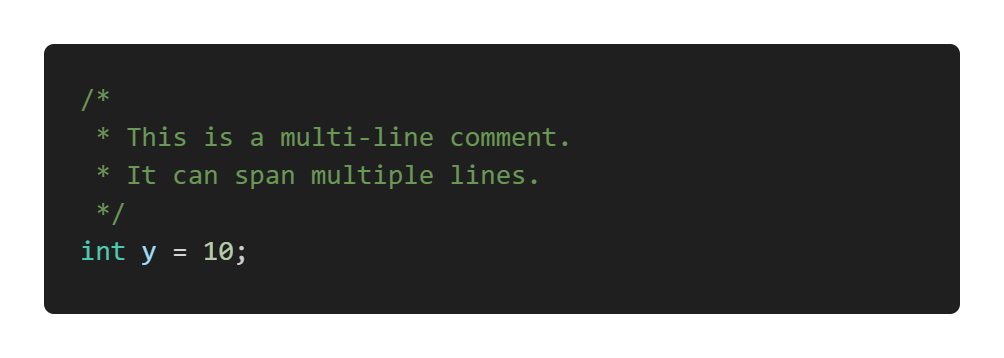 /*
 * This is a multi-line comment.
 * It can span multiple lines.
 */
int y = 10;